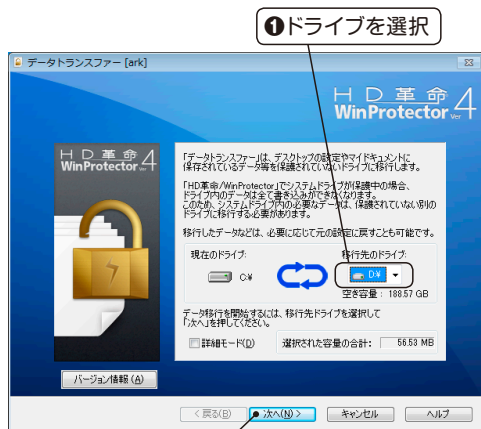 ❶ドライブを選択
データトランスファー [ark]
HD革命
WinProtector Ver 4
HD革命
WinProtector Ver. 4
「データトランスファー」は、デスクトップの設定やマイドキュメントに
保存されているデータ等を保護されていないドライブに移行します。
「HD革命/WinProtector」でシステムドライブが保護中の場合、
ドライブ内のデータは全て書き込みができなくなります。
このため、システムドライブ内の必要なデータは、保護されていない別の
ドライブに移行する必要があります。
移行したデータなどは、必要に応じて元の設定に戻すことも可能です。
現在のドライブ:
移行先のドライブ:
C:¥
D:¥
空き容量： 188.57 GB
データ移行を開始するには、移行先ドライブを選択して
「次へ」を押してください。
詳細モード(D)
選択された容量の合計:
56.53 MB
バージョン情報(A)
< 戻る(B)
次へ(N) >
キャンセル
ヘルプ